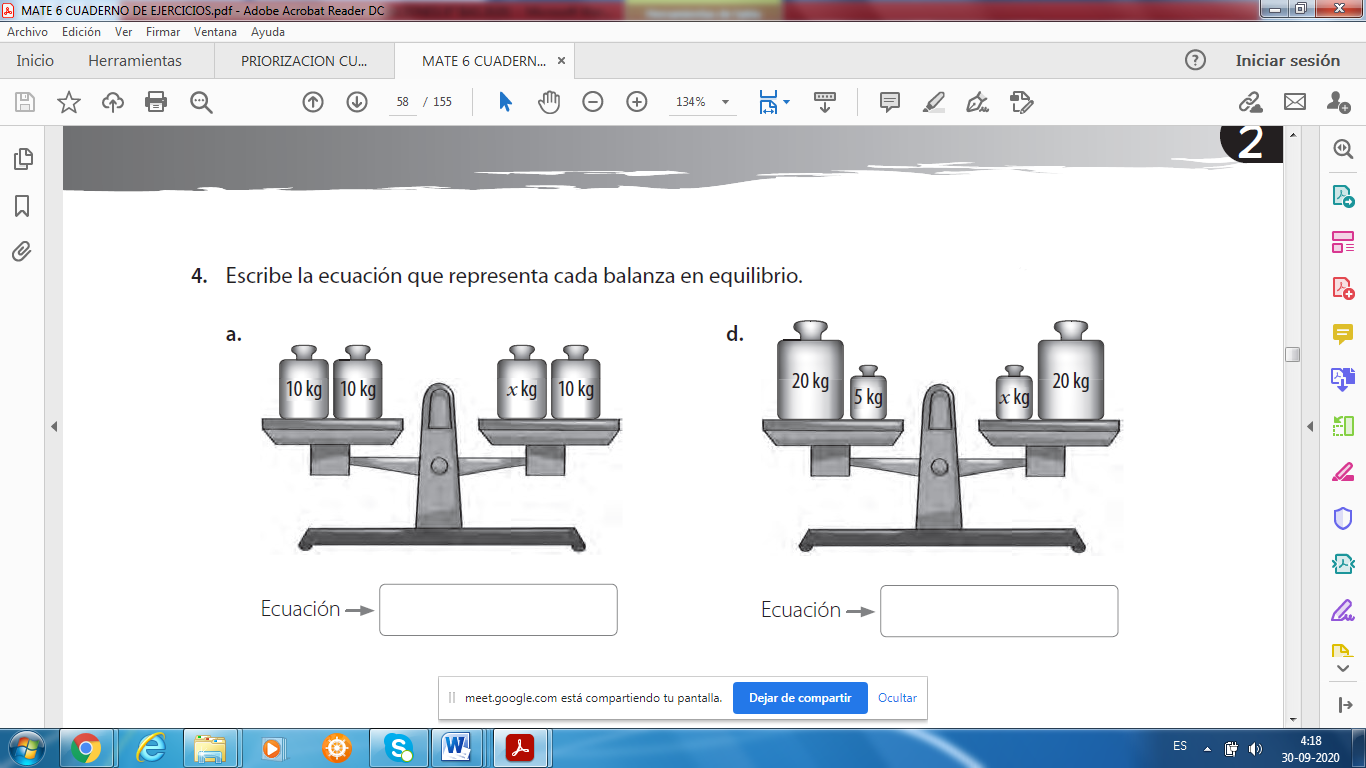 MATE 6 CUADERNO DE EJERCICIOS.pdf - Adobe Acrobat Reader DC
Archivo Edición Ver Firmar Ventana Ayuda
Inicio Herramientas PRIORIZACION CU... MATE 6 CUADERN... × ? Iniciar sesión
58 / 155 134%
2
4. Escribe la ecuación que representa cada balanza en equilibrio.
a. d.
10 kg 10 kg x kg 10 kg
20 kg 5 kg x kg 20 kg
Ecuación Ecuación
meet.google.com está compartiendo tu pantalla. Dejar de compartir Ocultar
ES 4:18
30-09-2020